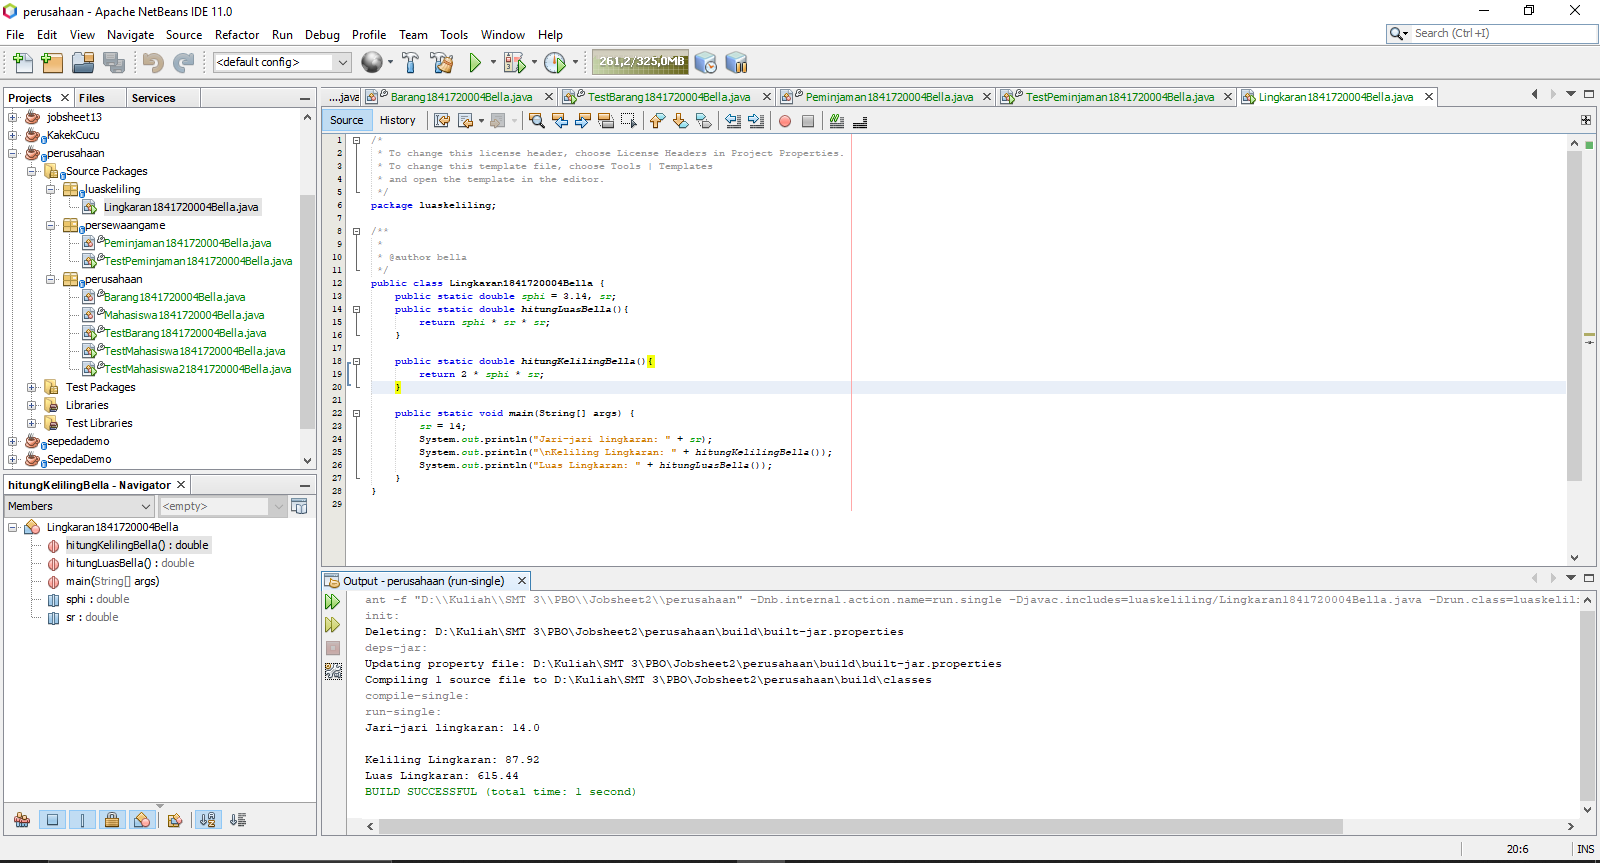 perusahaan - Apache NetBeans IDE 11.0
File Edit View Navigate Source Refactor Run Debug Profile Team Tools Window Help
Search (Ctrl+I)
<default config>
261,2/325,0MB
Projects Files Services
jobsheet13
KakekCucu
perusahaan
Source Packages
luaskeliling
Lingkaran1841720004Bella.java
persewaangame
Peminjaman1841720004Bella.java
TestPeminjaman1841720004Bella.java
perusahaan
Barang1841720004Bella.java
Mahasiswa1841720004Bella.java
TestBarang1841720004Bella.java
TestMahasiswa1841720004Bella.java
TestMahasiswa21841720004Bella.java
Test Packages
Libraries
Test Libraries
sepedademo
SepedaDemo
hitungKelilingBella - Navigator
Members <empty>
Lingkaran1841720004Bella
hitungKelilingBella() : double
hitungLuasBella() : double
main(String[] args)
sphi : double
sr : double
....java Barang1841720004Bella.java TestBarang1841720004Bella.java Peminjaman1841720004Bella.java TestPeminjaman1841720004Bella.java Lingkaran1841720004Bella.java
Source History
1 /*
2 * To change this license header, choose License Headers in Project Properties.
3 * To change this template file, choose Tools | Templates
4 * and open the template in the editor.
5 */
6 package luaskeliling;
7
8 /**
9 *
10 * @author bella
11 */
12 public class Lingkaran1841720004Bella {
13 public static double sphi = 3.14, sr;
14 public static double hitungLuasBella(){
15 return sphi * sr * sr;
16 }
17
18 public static double hitungKelilingBella(){
19 return 2 * sphi * sr;
20 }
21
22 public static void main(String[] args) {
23 sr = 14;
24 System.out.println("Jari-jari lingkaran: " + sr);
25 System.out.println("\nKeliling Lingkaran: " + hitungKelilingBella());
26 System.out.println("Luas Lingkaran: " + hitungLuasBella());
27 }
28 }
29
Output - perusahaan (run-single)
ant -f "D:\\Kuliah\\SMT 3\\PBO\\Jobsheet2\\perusahaan" -Dnb.internal.action.name=run.single -Djavac.includes=luaskeliling/Lingkaran1841720004Bella.java -Drun.class=luaskelili
init:
Deleting: D:\Kuliah\SMT 3\PBO\Jobsheet2\perusahaan\build\built-jar.properties
deps-jar:
Updating property file: D:\Kuliah\SMT 3\PBO\Jobsheet2\perusahaan\build\built-jar.properties
Compiling 1 source file to D:\Kuliah\SMT 3\PBO\Jobsheet2\perusahaan\build\classes
compile-single:
run-single:
Jari-jari lingkaran: 14.0
Keliling Lingkaran: 87.92
Luas Lingkaran: 615.44
BUILD SUCCESSFUL (total time: 1 second)
20:6 INS